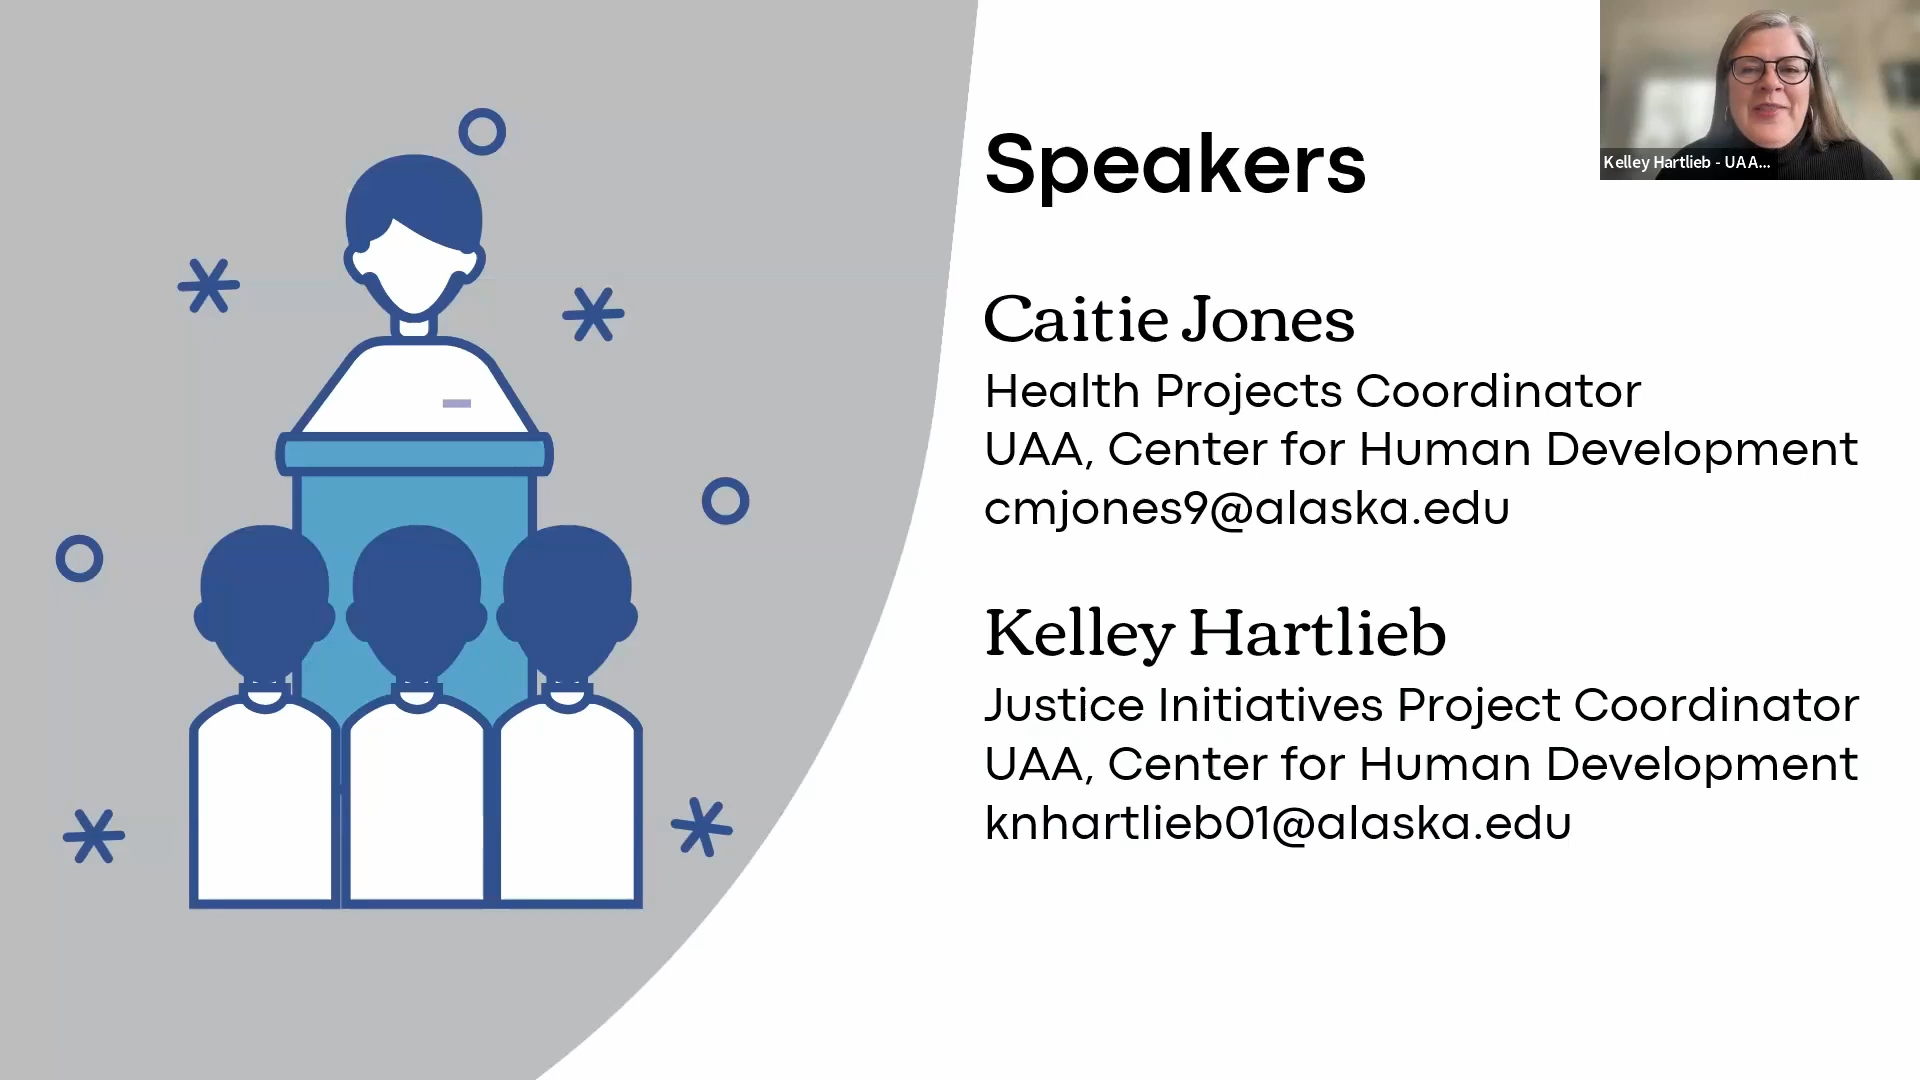 Speakers
Kelley Hartlieb - UAA...
Caitie Jones
Health Projects Coordinator
UAA, Center for Human Development
cmjones9@alaska.edu
Kelley Hartlieb
Justice Initiatives Project Coordinator
UAA, Center for Human Development
knhartlieb01@alaska.edu